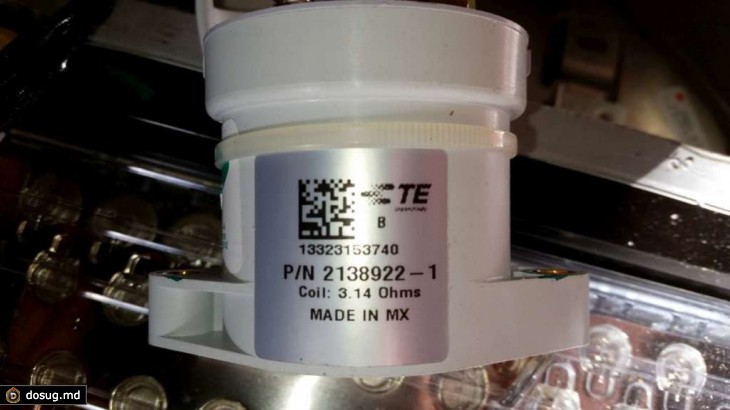 TE
B
13323153740
P/N 2138922-1
Coil: 3.14 Ohms
MADE IN MX
dosug.md